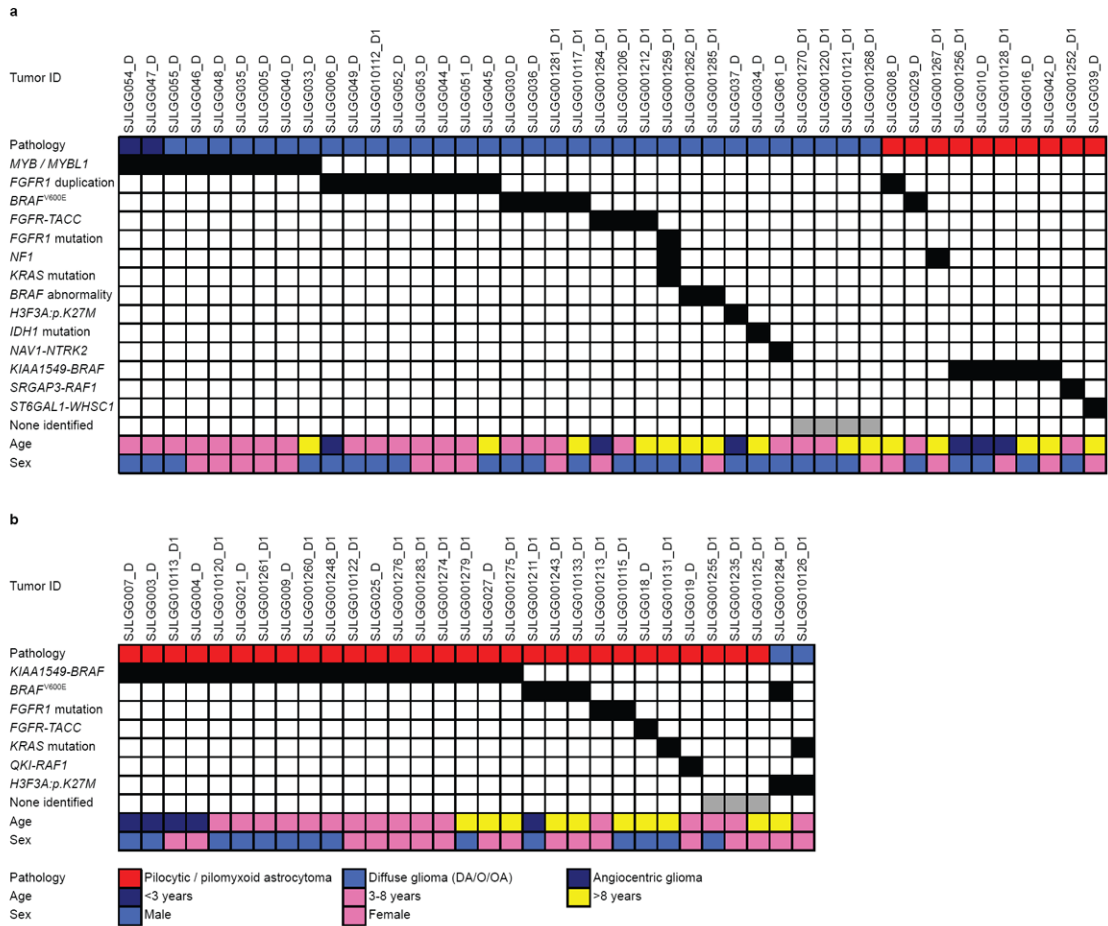 a
Tumor ID
SJLGG054_D
SJLGG047_D
SJLGG055_D
SJLGG046_D
SJLGG048_D
SJLGG035_D
SJLGG005_D
SJLGG040_D
SJLGG033_D
SJLGG006_D
SJLGG049_D
SJLGG010112_D1
SJLGG052_D
SJLGG053_D
SJLGG044_D
SJLGG051_D
SJLGG045_D
SJLGG030_D
SJLGG036_D
SJLGG001281_D1
SJLGG010117_D1
SJLGG001264_D1
SJLGG001206_D1
SJLGG001212_D1
SJLGG001259_D1
SJLGG001262_D1
SJLGG001285_D1
SJLGG037_D
SJLGG034_D
SJLGG061_D
SJLGG001270_D1
SJLGG001220_D1
SJLGG010121_D1
SJLGG001268_D1
SJLGG008_D
SJLGG029_D
SJLGG001267_D1
SJLGG001256_D1
SJLGG010_D
SJLGG010128_D1
SJLGG016_D
SJLGG042_D
SJLGG001252_D1
SJLGG039_D
Pathology
MYB / MYBL1
FGFR1 duplication
BRAFV600E
FGFR-TACC
FGFR1 mutation
NF1
KRAS mutation
BRAF abnormality
H3F3A:p.K27M
IDH1 mutation
NAV1-NTRK2
KIAA1549-BRAF
SRGAP3-RAF1
ST6GAL1-WHSC1
None identified
Age
Sex
b
Tumor ID
SJLGG007_D
SJLGG003_D
SJLGG010113_D1
SJLGG004_D
SJLGG010120_D1
SJLGG021_D
SJLGG001261_D1
SJLGG009_D
SJLGG001260_D1
SJLGG001248_D1
SJLGG010122_D1
SJLGG025_D
SJLGG001276_D1
SJLGG001283_D1
SJLGG001274_D1
SJLGG001279_D1
SJLGG027_D
SJLGG001275_D1
SJLGG001211_D1
SJLGG001243_D1
SJLGG010133_D1
SJLGG001213_D1
SJLGG010115_D1
SJLGG018_D
SJLGG010131_D1
SJLGG019_D
SJLGG001255_D1
SJLGG001235_D1
SJLGG010125_D1
SJLGG001284_D1
SJLGG010126_D1
Pathology
KIAA1549-BRAF
BRAFV600E
FGFR1 mutation
FGFR-TACC
KRAS mutation
QKI-RAF1
H3F3A:p.K27M
None identified
Age
Sex
Pathology Pilocytic / pilomyxoid astrocytoma Diffuse glioma (DA/O/OA) Angiocentric glioma
Age <3 years 3-8 years >8 years
Sex Male Female